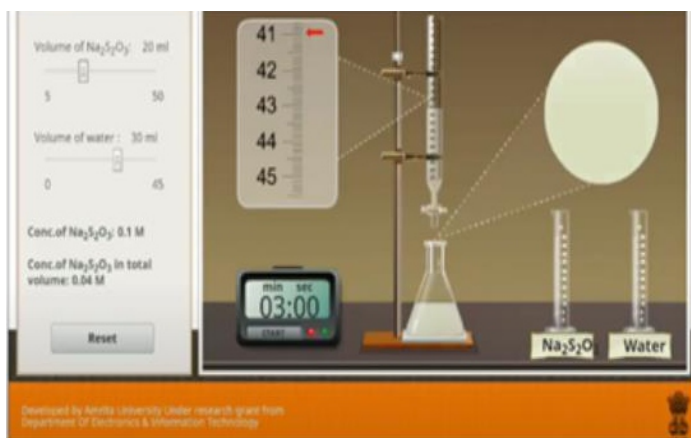 Volume of Na₂S₂O₃: 20 ml
5 50
Volume of water : 30 ml
0 45
Conc.of Na₂S₂O₃: 0.1 M
Conc.of Na₂S₂O₃ in total
volume: 0.04 M
Reset
41
42
43
44
45
min sec
03:00
START
Na₂S₂O₃
Water
Developed by Amrita University Under research grant from
Department Of Electronics & Information Technology